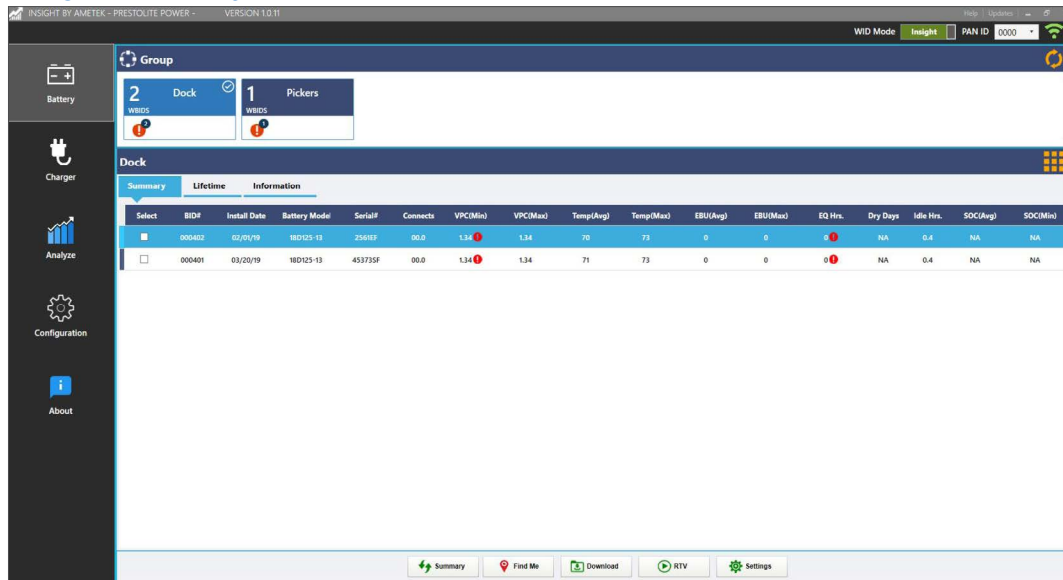 INSIGHT BY AMETEK - PRESTOLITE POWER - VERSION 1.0.11 Help Updates
WID Mode Insight PAN ID 0000
Battery
Charger
Analyze
Configuration
About
Group
2 Dock
WBIDS
2
1 Pickers
WBIDS
1
Dock
Summary Lifetime Information
Select BID# Install Date Battery Model Serial# Connects VPC(Min) VPC(Max) Temp(Avg) Temp(Max) EBU(Avg) EBU(Max) EQ Hrs. Dry Days Idle Hrs. SOC(Avg) SOC(Min)
000402 02/01/19 18D125-13 2561EF 00.0 1.34 1.34 70 73 0 0 0 NA 0.4 NA NA
000401 03/20/19 18D125-13 45373SF 00.0 1.34 1.34 71 73 0 0 0 NA 0.4 NA NA
Summary Find Me Download RTV Settings